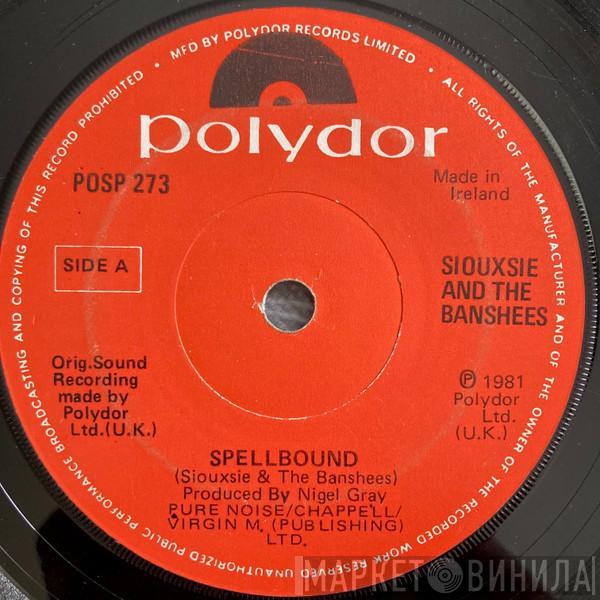 MFD BY POLYDOR RECORDS LIMITED • ALL RIGHTS OF THE MANUFACTURER AND OF THE OWNER OF THE RECORDED WORK RESERVED UNAUTHORIZED PUBLIC PERFORMANCE BROADCASTING AND COPYING OF THIS RECORD PROHIBITED •
polydor
POSP 273
Made in
Ireland
SIDE A
SIOUXSIE
AND THE
BANSHEES
Orig.Sound
Recording
made by
Polydor
Ltd.(U.K.)
℗ 1981
Polydor
Ltd.
(U.K.)
SPELLBOUND
(Siouxsie & The Banshees)
Produced By Nigel Gray
PURE NOISE/CHAPPELL/
VIRGIN M. (PUBLISHING)
LTD.
МАРКЕТ ВИНИЛА